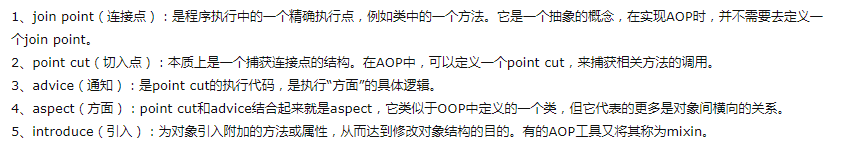 1、join point（连接点）：是程序执行中的一个精确执行点，例如类中的一个方法。它是一个抽象的概念，在实现AOP时，并不需要去定义一
个join point。
2、point cut（切入点）：本质上是一个捕获连接点的结构。在AOP中，可以定义一个point cut，来捕获相关方法的调用。
3、advice（通知）：是point cut的执行代码，是执行“方面”的具体逻辑。
4、aspect（方面）：point cut和advice结合起来就是aspect，它类似于OOP中定义的一个类，但它代表的更多是对象间横向的关系。
5、introduce（引入）：为对象引入附加的方法或属性，从而达到修改对象结构的目的。有的AOP工具又将其称为mixin。